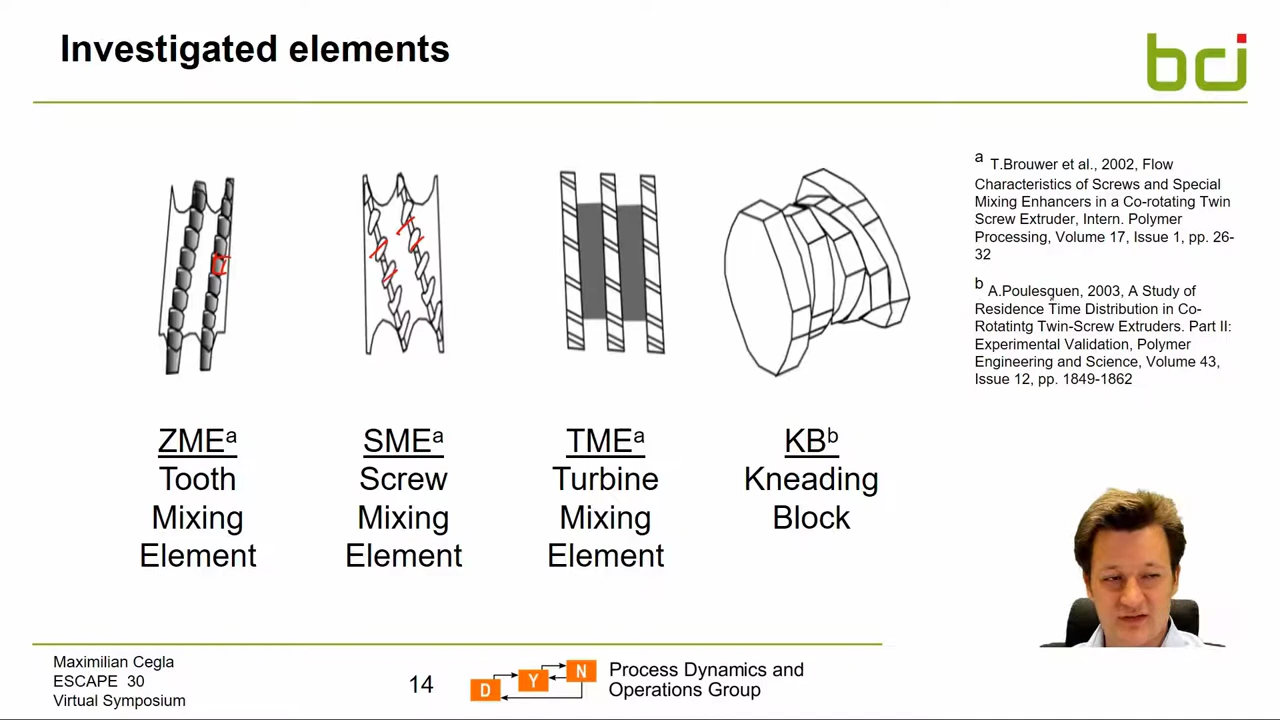 Investigated elements
bci
a T.Brouwer et al., 2002, Flow
Characteristics of Screws and Special
Mixing Enhancers in a Co-rotating Twin
Screw Extruder, Intern. Polymer
Processing, Volume 17, Issue 1, pp. 26-
32
b A.Poulesquen, 2003, A Study of
Residence Time Distribution in Co-
Rotatintg Twin-Screw Extruders. Part II:
Experimental Validation, Polymer
Engineering and Science, Volume 43,
Issue 12, pp. 1849-1862
ZMEa
Tooth
Mixing
Element
SMEa
Screw
Mixing
Element
TMEa
Turbine
Mixing
Element
KBb
Kneading
Block
Maximilian Cegla
ESCAPE 30
Virtual Symposium
14
D Y N
Process Dynamics and
Operations Group